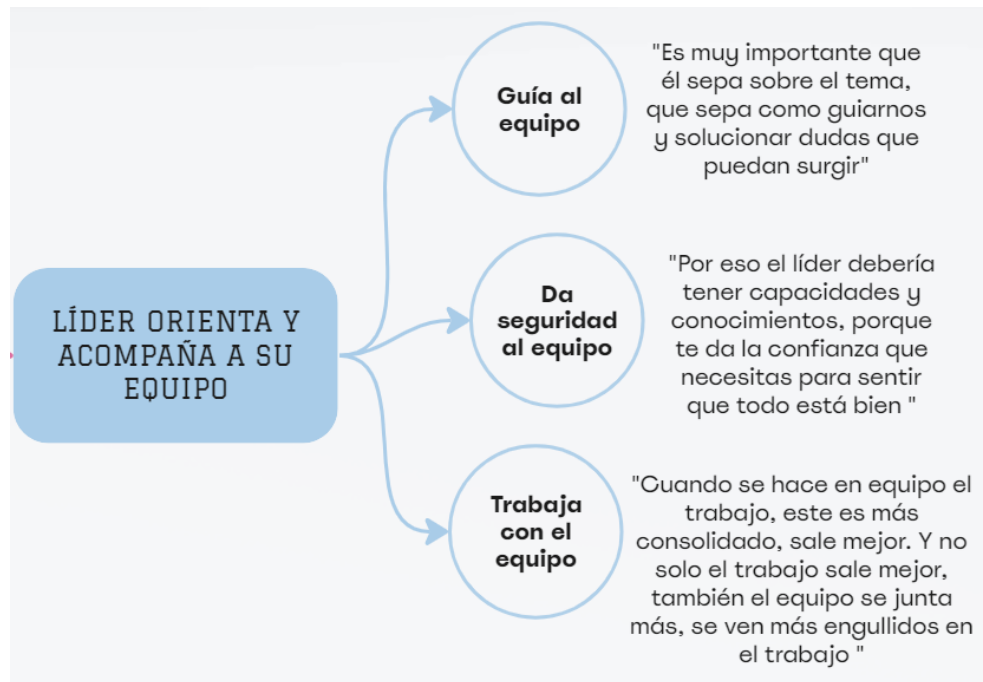 LÍDER ORIENTA Y
ACOMPAÑA A SU
EQUIPO
Guía al
equipo
"Es muy importante que
él sepa sobre el tema,
que sepa como guiarnos
y solucionar dudas que
puedan surgir"
Da
seguridad
al equipo
"Por eso el líder debería
tener capacidades y
conocimientos, porque
te da la confianza que
necesitas para sentir
que todo está bien "
Trabaja
con el
equipo
"Cuando se hace en equipo el
trabajo, este es más
consolidado, sale mejor. Y no
solo el trabajo sale mejor,
también el equipo se junta
más, se ven más engullidos en
el trabajo "